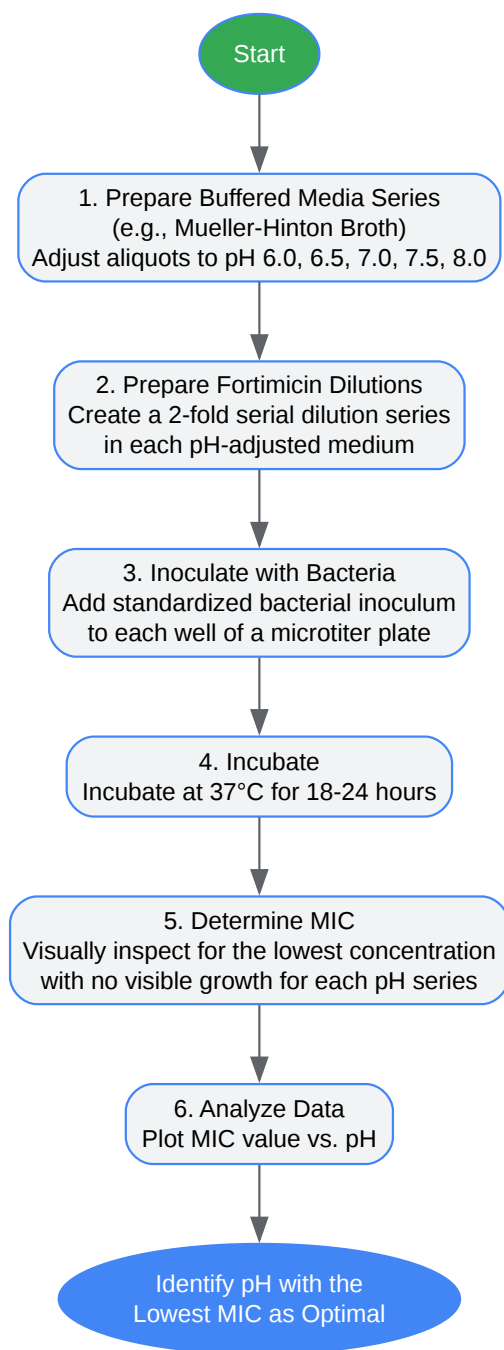 Start
1. Prepare Buffered Media Series
(e.g., Mueller-Hinton Broth)
Adjust aliquots to pH 6.0, 6.5, 7.0, 7.5, 8.0
2. Prepare Fortimicin Dilutions
Create a 2-fold serial dilution series
in each pH-adjusted medium
3. Inoculate with Bacteria
Add standardized bacterial inoculum
to each well of a microtiter plate
4. Incubate
Incubate at 37°C for 18-24 hours
5. Determine MIC
Visually inspect for the lowest concentration
with no visible growth for each pH series
6. Analyze Data
Plot MIC value vs. pH
Identify pH with the
Lowest MIC as Optimal